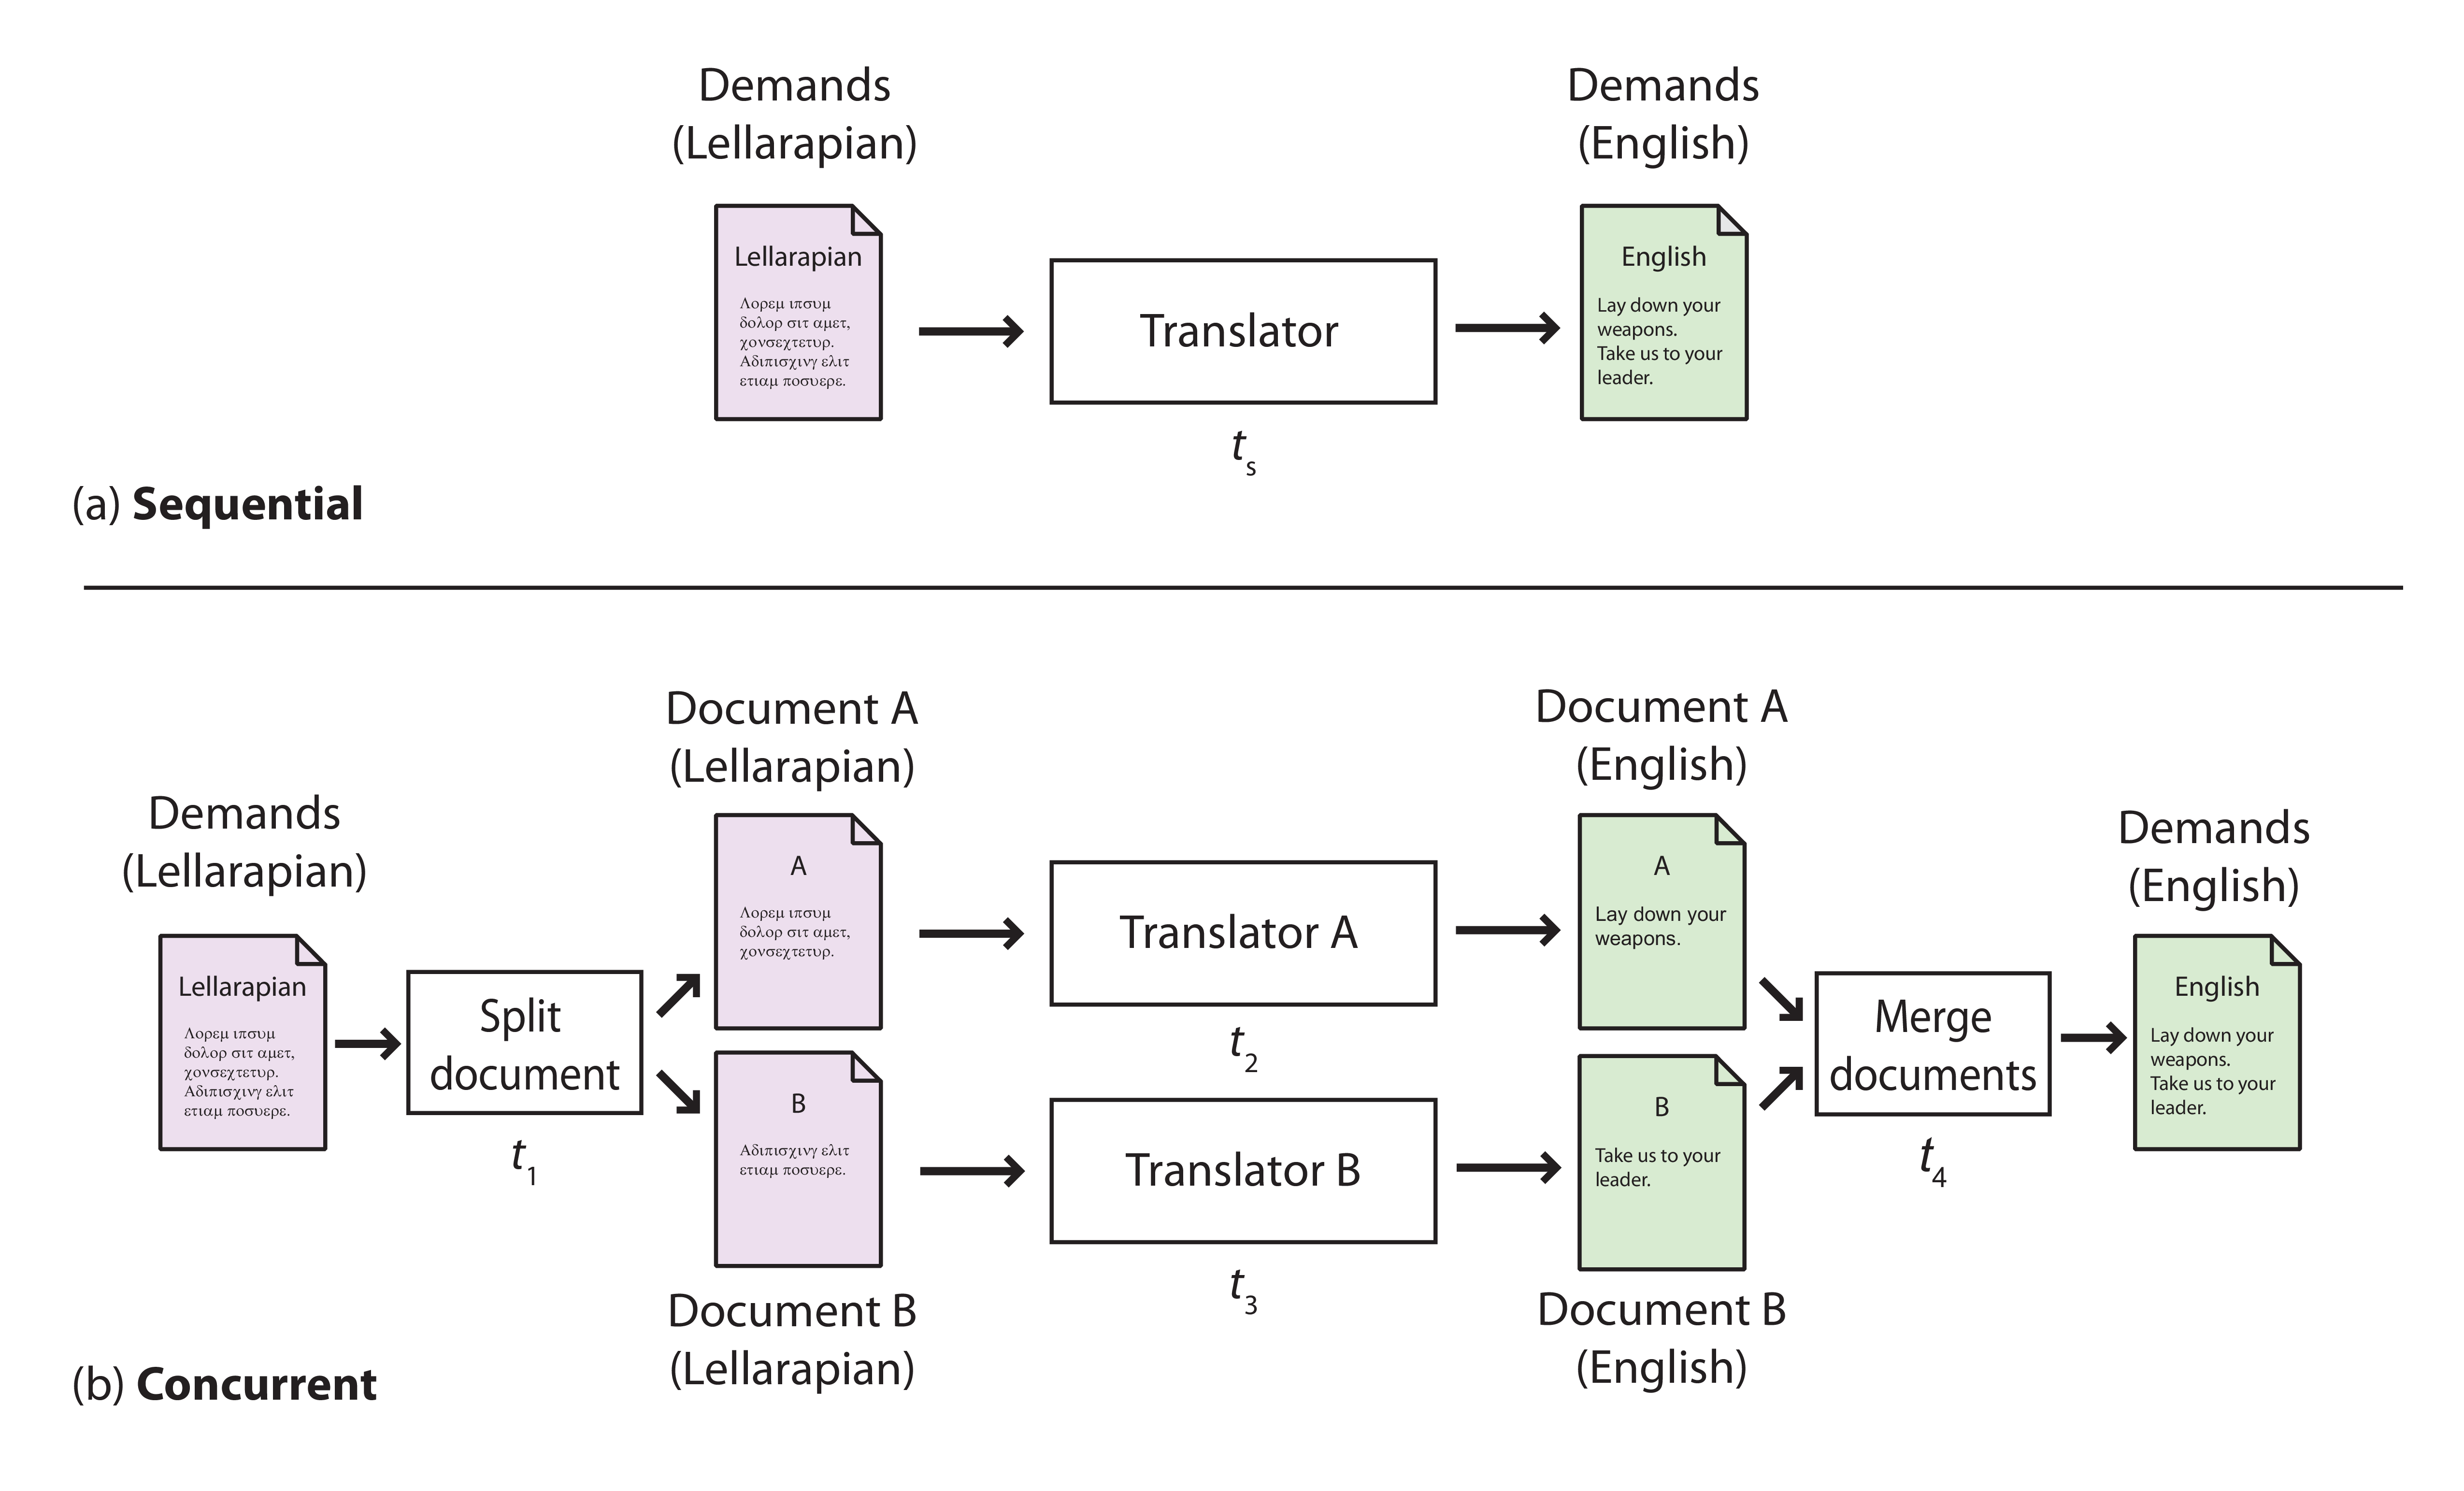 Demands
(Lellarapian)
Demands
(English)
Lellarapian
Λορεμ ιπσυμ
δολορ σιτ αμετ,
χονσεχτετυρ.
Αδιπισχινγ ελιτ
ετιαμ ποσυερε.
Translator
t_s
English
Lay down your
weapons.
Take us to your
leader.
(a) Sequential
Demands
(Lellarapian)
Lellarapian
Λορεμ ιπσυμ
δολορ σιτ αμετ,
χονσεχτετυρ.
Αδιπισχινγ ελιτ
ετιαμ ποσυερε.
Split
document
t_1
Document A
(Lellarapian)
A
Λορεμ ιπσυμ
δολορ σιτ αμετ,
χονσεχτετυρ.
Translator A
t_2
Document A
(English)
A
Lay down your
weapons.
B
Αδιπισχινγ ελιτ
ετιαμ ποσυερε.
Document B
(Lellarapian)
Translator B
t_3
B
Take us to your
leader.
Document B
(English)
Merge
documents
t_4
Demands
(English)
English
Lay down your
weapons.
Take us to your
leader.
(b) Concurrent